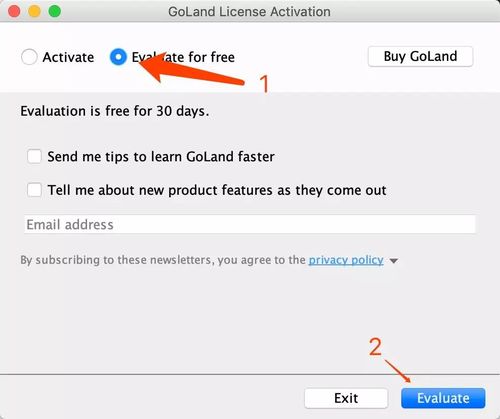 GoLand License Activation
Activate
Evaluate for free
Buy GoLand
1
Evaluation is free for 30 days.
Send me tips to learn GoLand faster
Tell me about new product features as they come out
Email address
By subscribing to these newsletters, you agree to the privacy policy
2
Exit
Evaluate